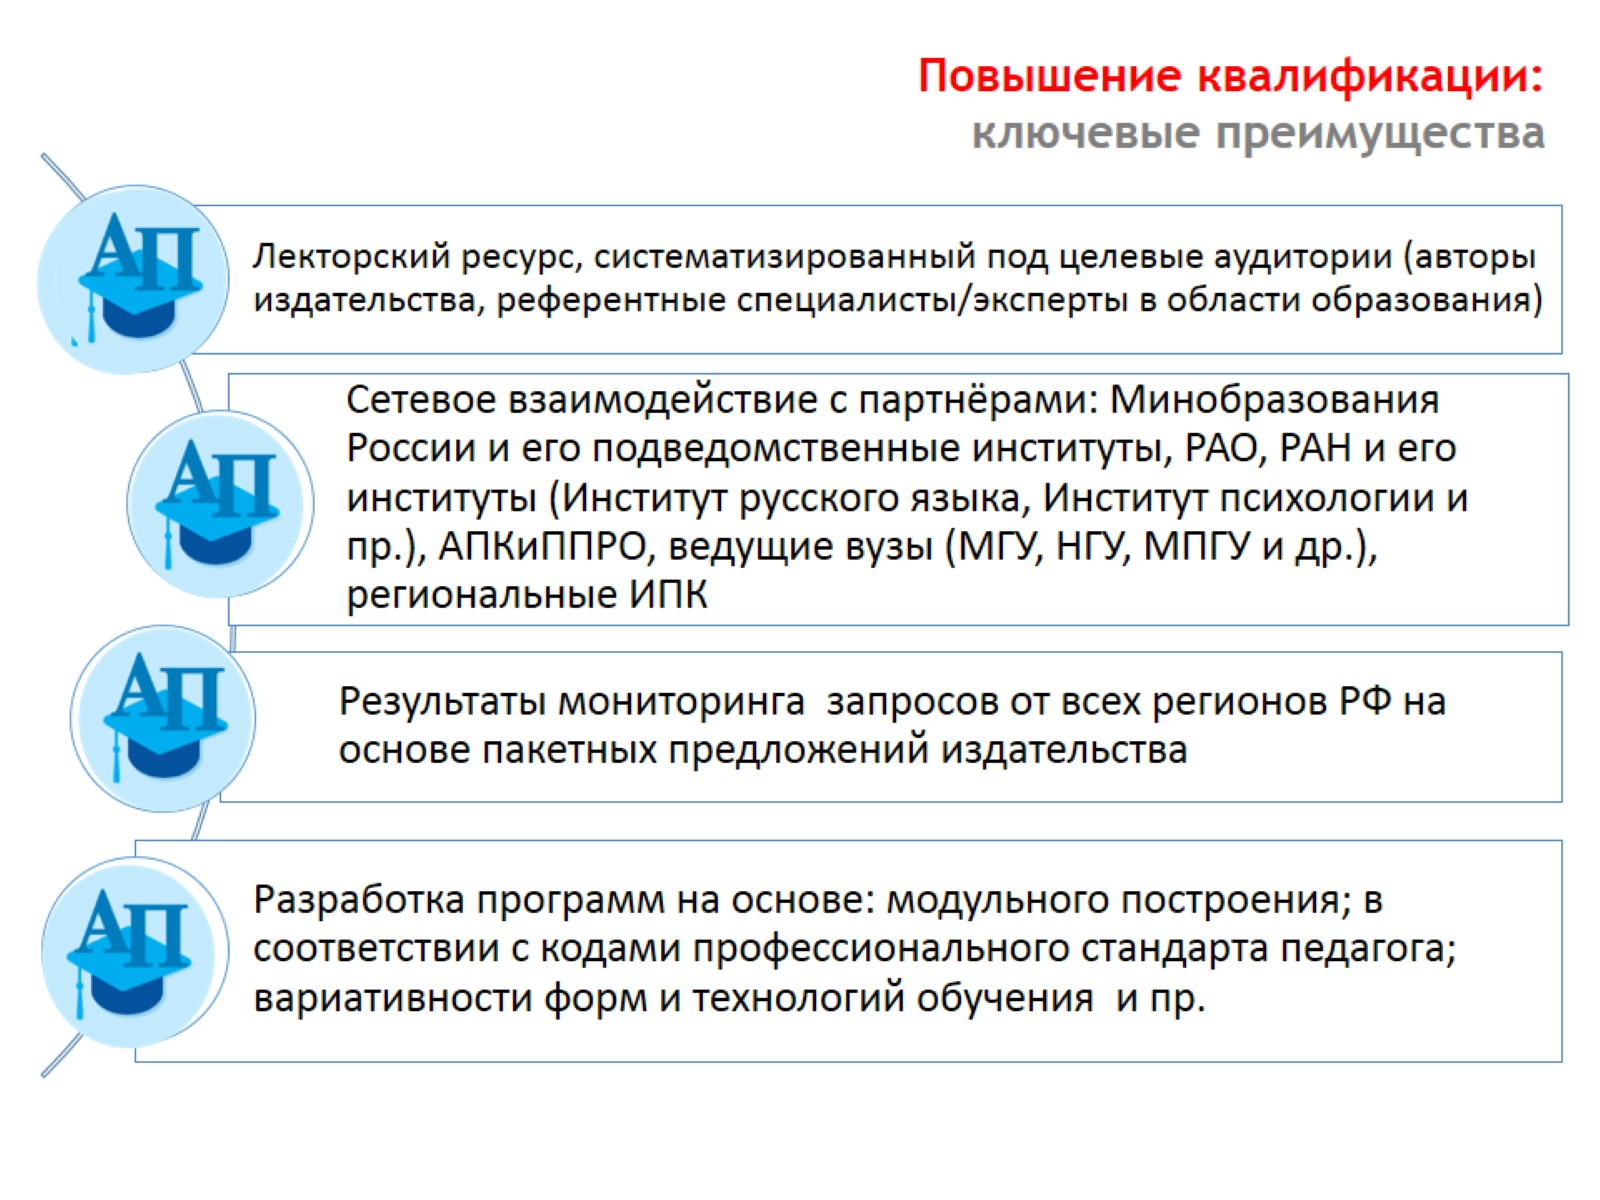 Повышение квалификации:
ключевые преимущества
АП
Лекторский ресурс, систематизированный под целевые аудитории (авторы
издательства, референтные специалисты/эксперты в области образования)
АП
Сетевое взаимодействие с партнёрами: Минобразования
России и его подведомственные институты, РАО, РАН и его
институты (Институт русского языка, Институт психологии и
пр.), АПКиППРО, ведущие вузы (МГУ, НГУ, МПГУ и др.),
региональные ИПК
АП
Результаты мониторинга  запросов от всех регионов РФ на
основе пакетных предложений издательства
АП
Разработка программ на основе: модульного построения; в
соответствии с кодами профессионального стандарта педагога;
вариативности форм и технологий обучения  и пр.